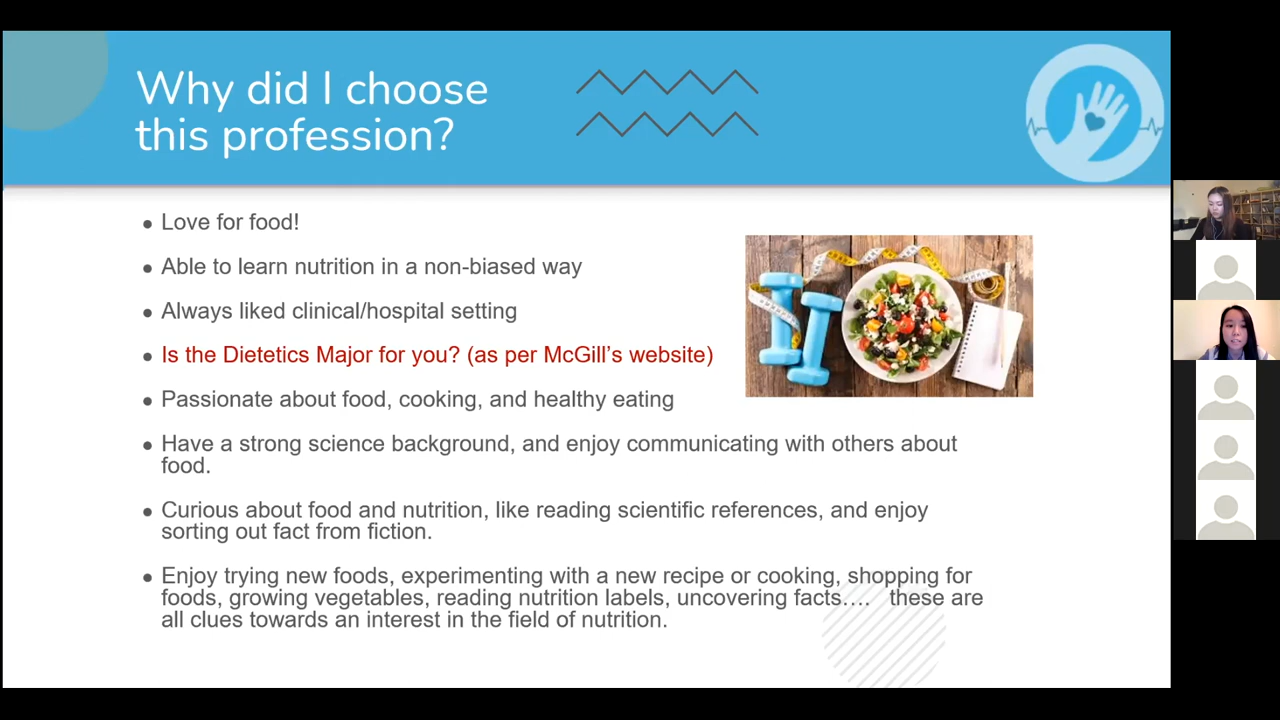 Why did I choose
this profession?
Love for food!
Able to learn nutrition in a non-biased way
Always liked clinical/hospital setting
Is the Dietetics Major for you? (as per McGill's website)
Passionate about food, cooking, and healthy eating
Have a strong science background, and enjoy communicating with others about
food.
Curious about food and nutrition, like reading scientific references, and enjoy
sorting out fact from fiction.
Enjoy trying new foods, experimenting with a new recipe or cooking, shopping for
foods, growing vegetables, reading nutrition labels, uncovering facts…. these are
all clues towards an interest in the field of nutrition.